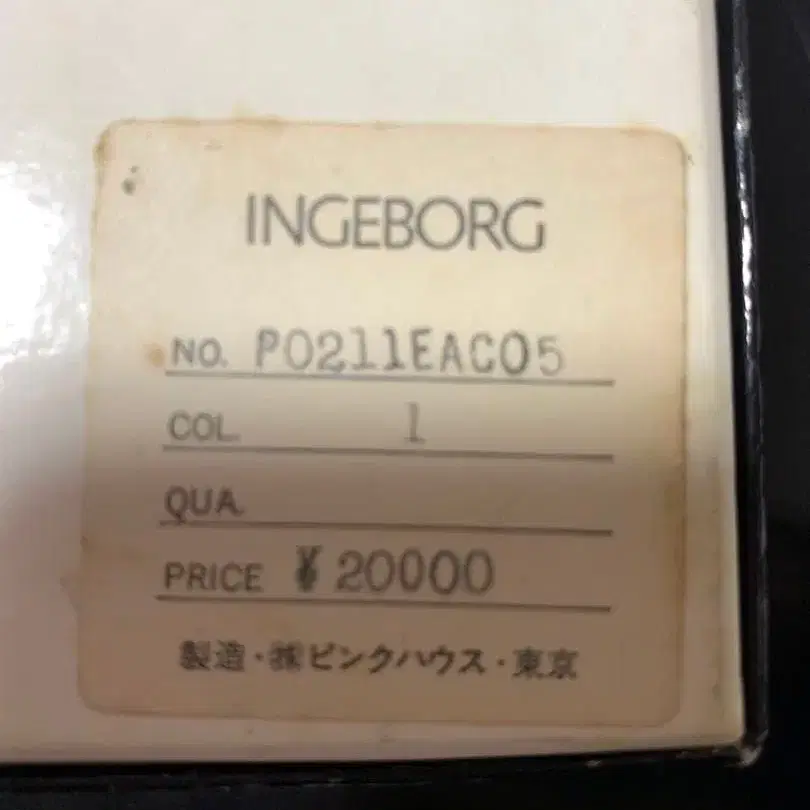 INGEBORG
NO. P0211EAC05
COL. 1
QUA.
PRICE ¥20000
製造・㈱ピンクハウス・東京